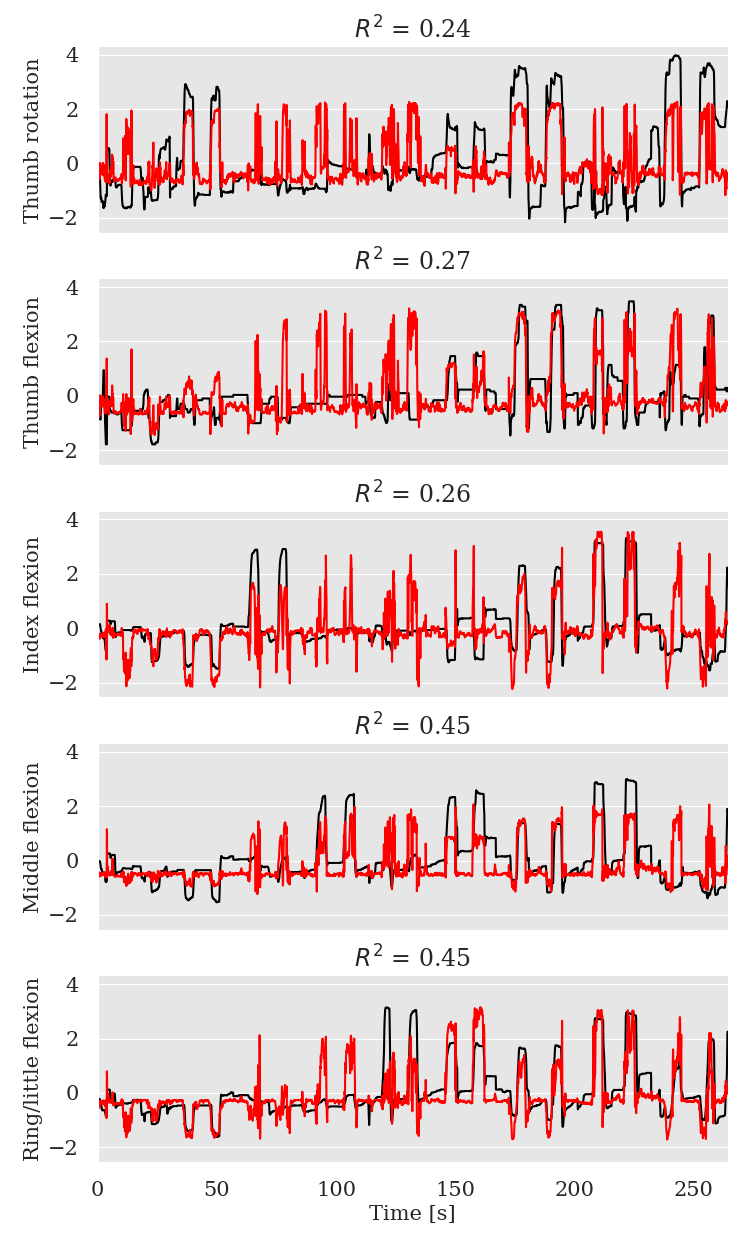 R² = 0.24
Thumb rotation
4
2
0
−2
R² = 0.27
Thumb flexion
4
2
0
−2
R² = 0.26
Index flexion
4
2
0
−2
R² = 0.45
Middle flexion
4
2
0
−2
R² = 0.45
Ring/little flexion
4
2
0
−2
0 50 100 150 200 250
Time [s]